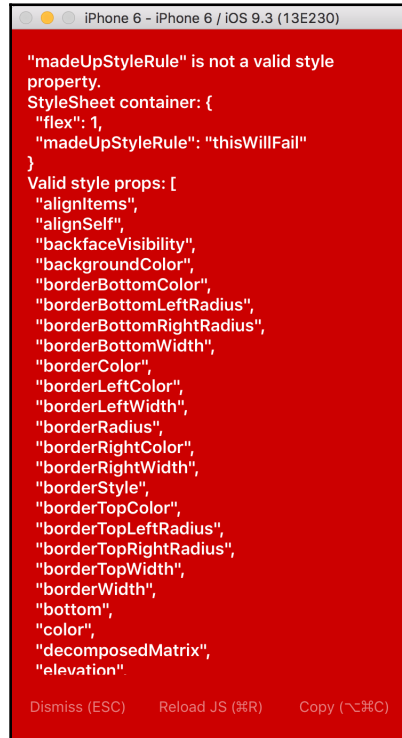 iPhone 6 - iPhone 6 / iOS 9.3 (13E230)
"madeUpStyleRule" is not a valid style
property.
StyleSheet container: {
  "flex": 1,
  "madeUpStyleRule": "thisWillFail"
}
Valid style props: [
  "alignItems",
  "alignSelf",
  "backfaceVisibility",
  "backgroundColor",
  "borderBottomColor",
  "borderBottomLeftRadius",
  "borderBottomRightRadius",
  "borderBottomWidth",
  "borderColor",
  "borderLeftColor",
  "borderLeftWidth",
  "borderRadius",
  "borderRightColor",
  "borderRightWidth",
  "borderStyle",
  "borderTopColor",
  "borderTopLeftRadius",
  "borderTopRightRadius",
  "borderTopWidth",
  "borderWidth",
  "bottom",
  "color",
  "decomposedMatrix",
  "elevation",
Dismiss (ESC) Reload JS (⌘R) Copy (⌥⌘C)